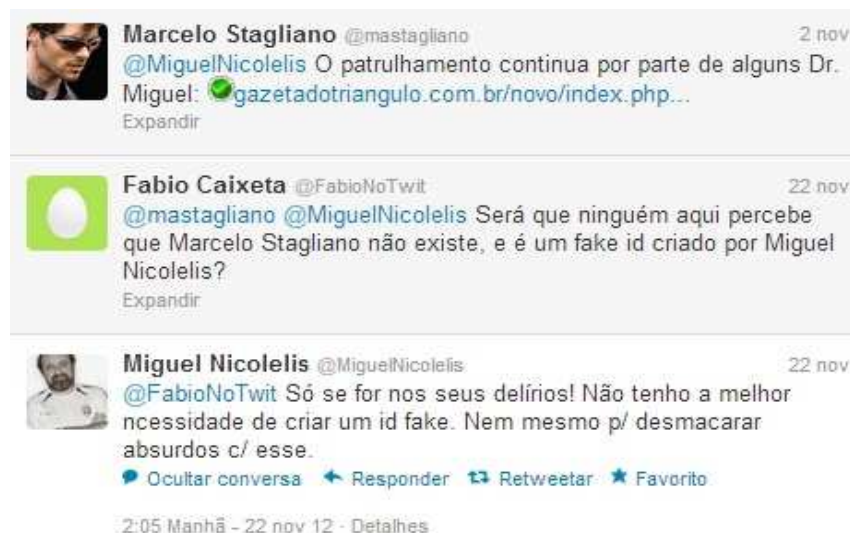 Marcelo Stagliano @mastagliano 2 nov
@MiguelNicolelis O patrulhamento continua por parte de alguns Dr.
Miguel: gazetadotriangulo.com.br/novo/index.php...
Expandir
Fabio Caixeta @FabioNoTwit 22 nov
@mastagliano @MiguelNicolelis Será que ninguém aqui percebe
que Marcelo Stagliano não existe, e é um fake id criado por Miguel
Nicolelis?
Expandir
Miguel Nicolelis @MiguelNicolelis 22 nov
@FabioNoTwit Só se for nos seus delírios! Não tenho a melhor
ncessidade de criar um id fake. Nem mesmo p/ desmacarar
absurdos c/ esse.
Ocultar conversa Responder Retweetar Favorito
2:05 Manhã - 22 nov 12 · Detalhes